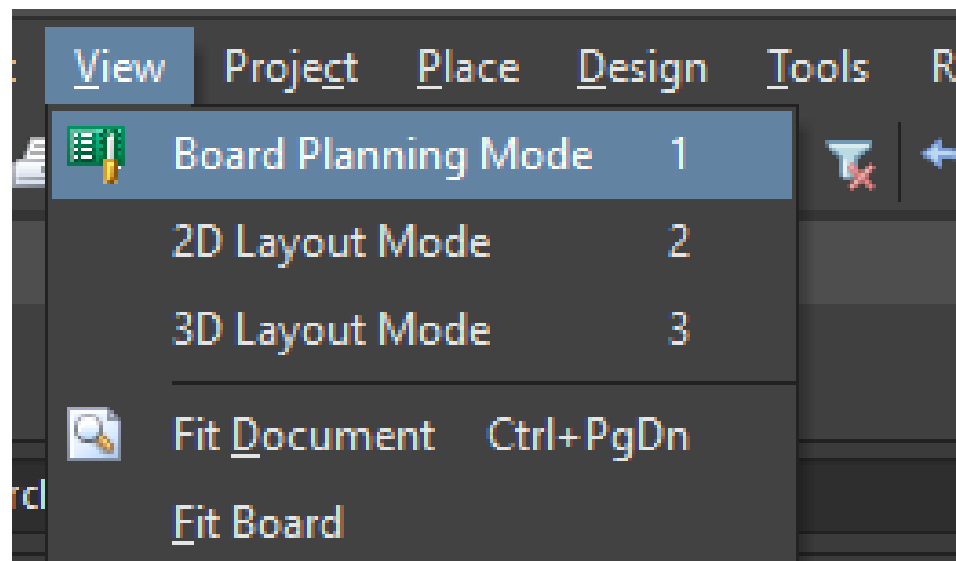 View Project Place Design Tools R
Board Planning Mode 1
2D Layout Mode 2
3D Layout Mode 3
Fit Document Ctrl+PgDn
rcl
Fit Board